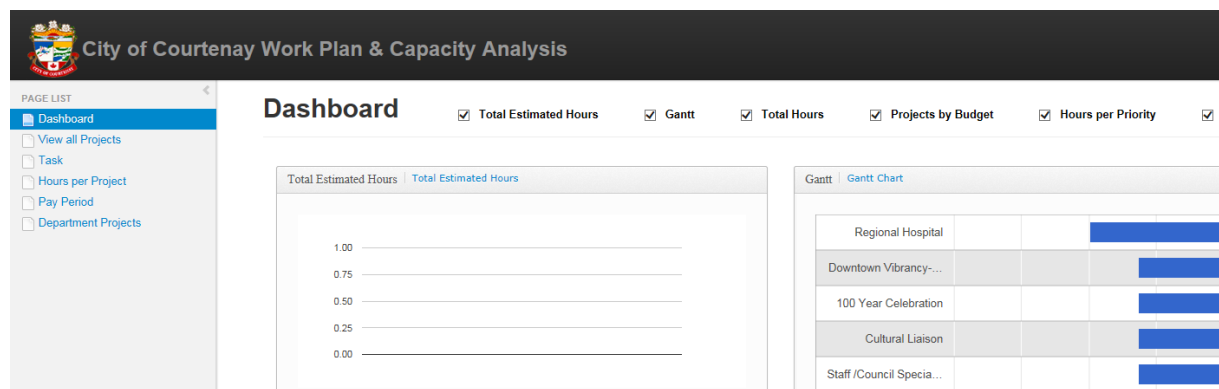 City of Courtenay Work Plan & Capacity Analysis
PAGE LIST
Dashboard
View all Projects
Task
Hours per Project
Pay Period
Department Projects
Dashboard
Total Estimated Hours
Gantt
Total Hours
Projects by Budget
Hours per Priority
Total Estimated Hours Total Estimated Hours
1.00
0.75
0.50
0.25
0.00
Gantt Gantt Chart
Regional Hospital
Downtown Vibrancy-...
100 Year Celebration
Cultural Liaison
Staff /Council Specia...